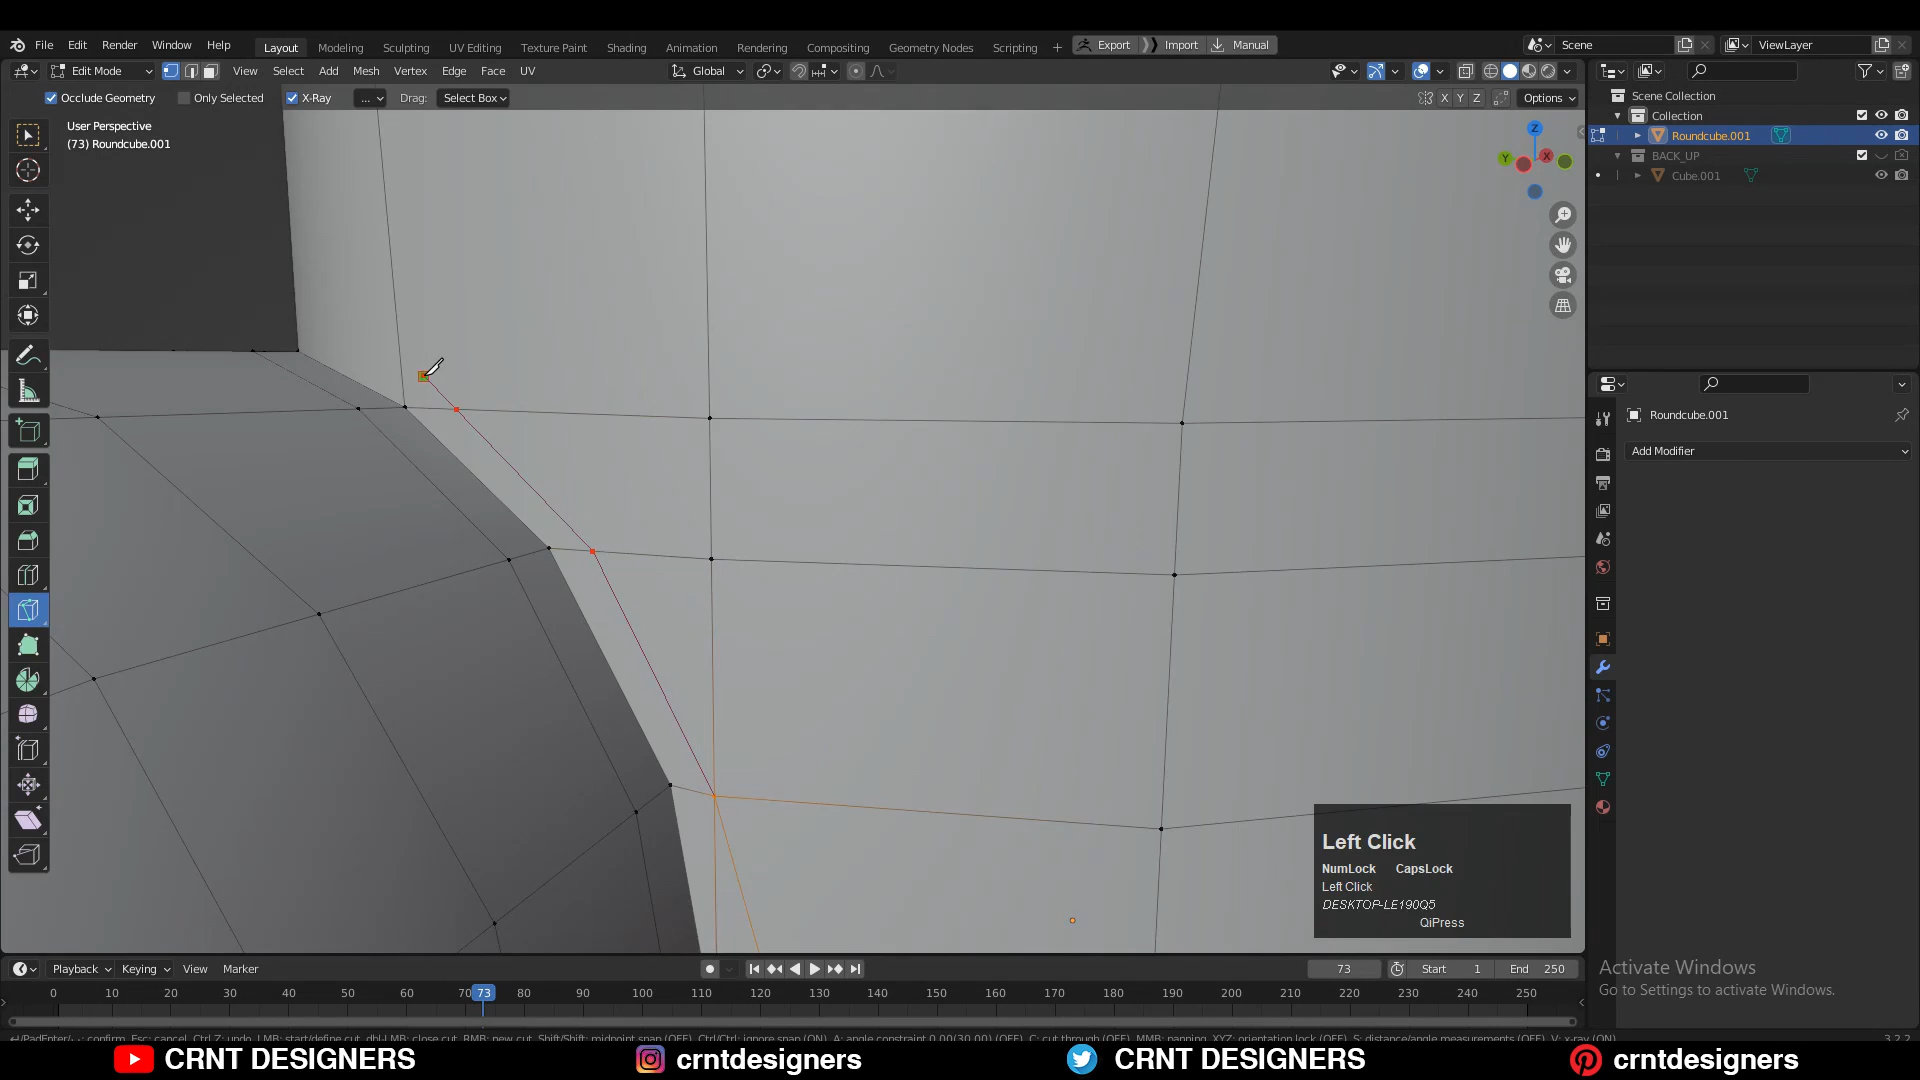 File Edit Render Window Help Layout Modeling Sculpting UV Editing Texture Paint Shading Animation Rendering Compositing Geometry Nodes Scripting + Export Import Manual Scene ViewLayer
Edit Mode View Select Add Mesh Vertex Edge Face UV Global
Occlude Geometry Only Selected X-Ray ... Drag: Select Box X Y Z Options
Scene Collection
Collection
Roundcube.001
BACK_UP
Cube.001
User Perspective
(73) Roundcube.001
Z
Y X
Roundcube.001
Add Modifier
Left Click
NumLock CapsLock
Left Click
DESKTOP-LE190Q5
QiPress
Activate Windows
Go to Settings to activate Windows.
Playback Keying View Marker 73 Start 1 End 250
0 10 20 30 40 50 60 70 73 80 90 100 110 120 130 140 150 160 170 180 190 200 210 220 230 240 250
CRNT DESIGNERS crntdesigners CRNT DESIGNERS crntdesigners